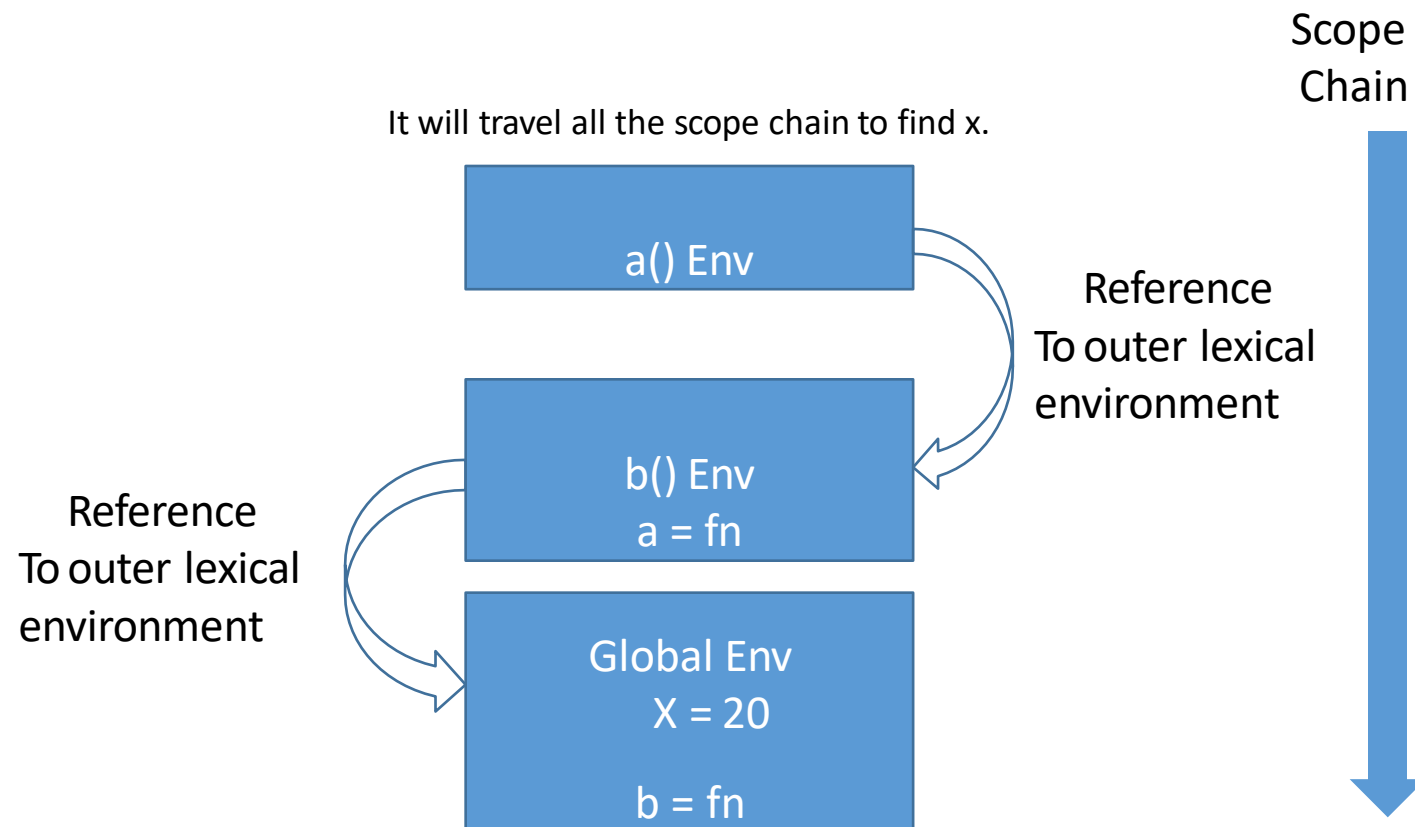 Scope
Chain
It will travel all the scope chain to find x.
a() Env
Reference
To outer lexical
environment
b() Env
a = fn
Reference
To outer lexical
environment
Global Env
X = 20
b = fn